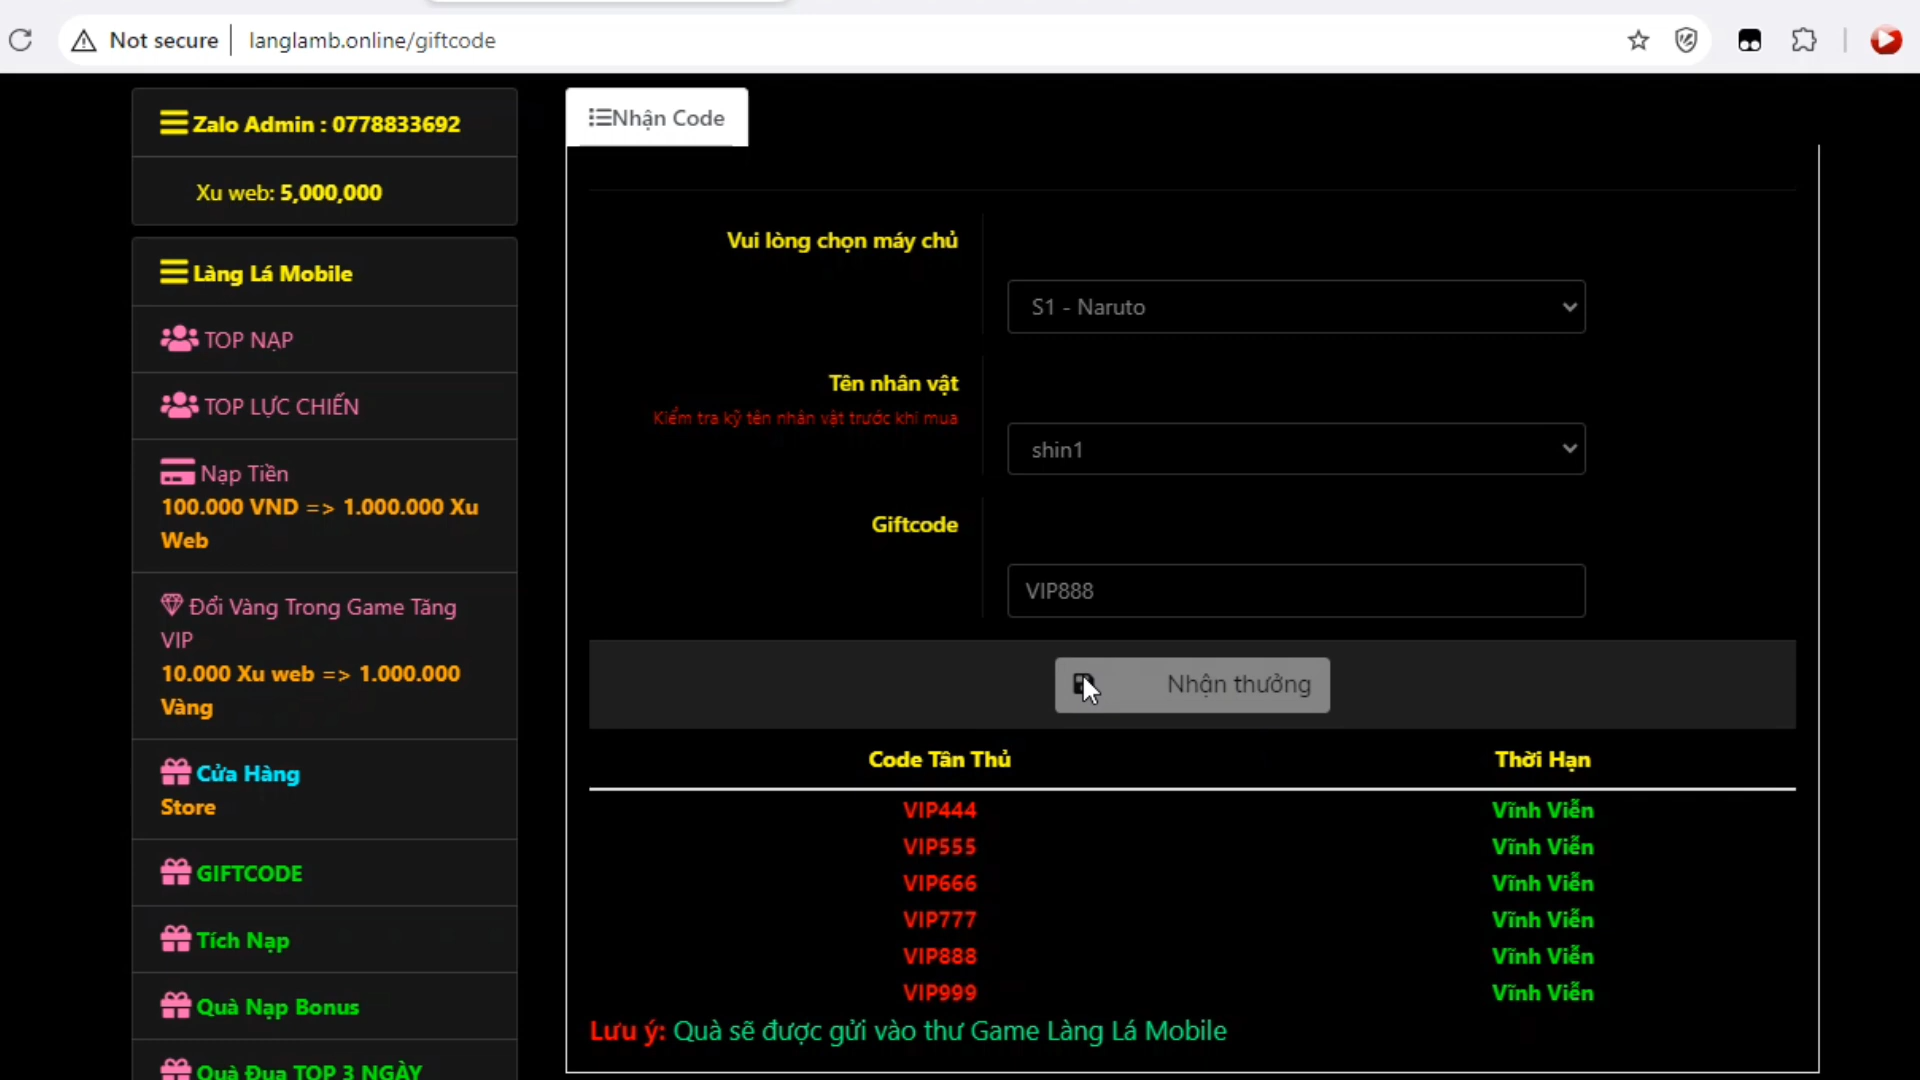 Not secure
langlamb.online/giftcode
Zalo Admin : 0778833692
Xu web: 5,000,000
Làng Lá Mobile
TOP NẠP
TOP LỰC CHIẾN
Nạp Tiền
100.000 VND => 1.000.000 Xu
Web
Đổi Vàng Trong Game Tăng
VIP
10.000 Xu web => 1.000.000
Vàng
Cửa Hàng
Store
GIFTCODE
Tích Nạp
Quà Nạp Bonus
Quà Đua TOP 3 NGÀY
Nhận Code
Vui lòng chọn máy chủ
S1 - Naruto
Tên nhân vật
Kiểm tra kỹ tên nhân vật trước khi mua
shin1
Giftcode
VIP888
Nhận thưởng
Code Tân Thủ Thời Hạn
VIP444 Vĩnh Viễn
VIP555 Vĩnh Viễn
VIP666 Vĩnh Viễn
VIP777 Vĩnh Viễn
VIP888 Vĩnh Viễn
VIP999 Vĩnh Viễn
Lưu ý: Quà sẽ được gửi vào thư Game Làng Lá Mobile